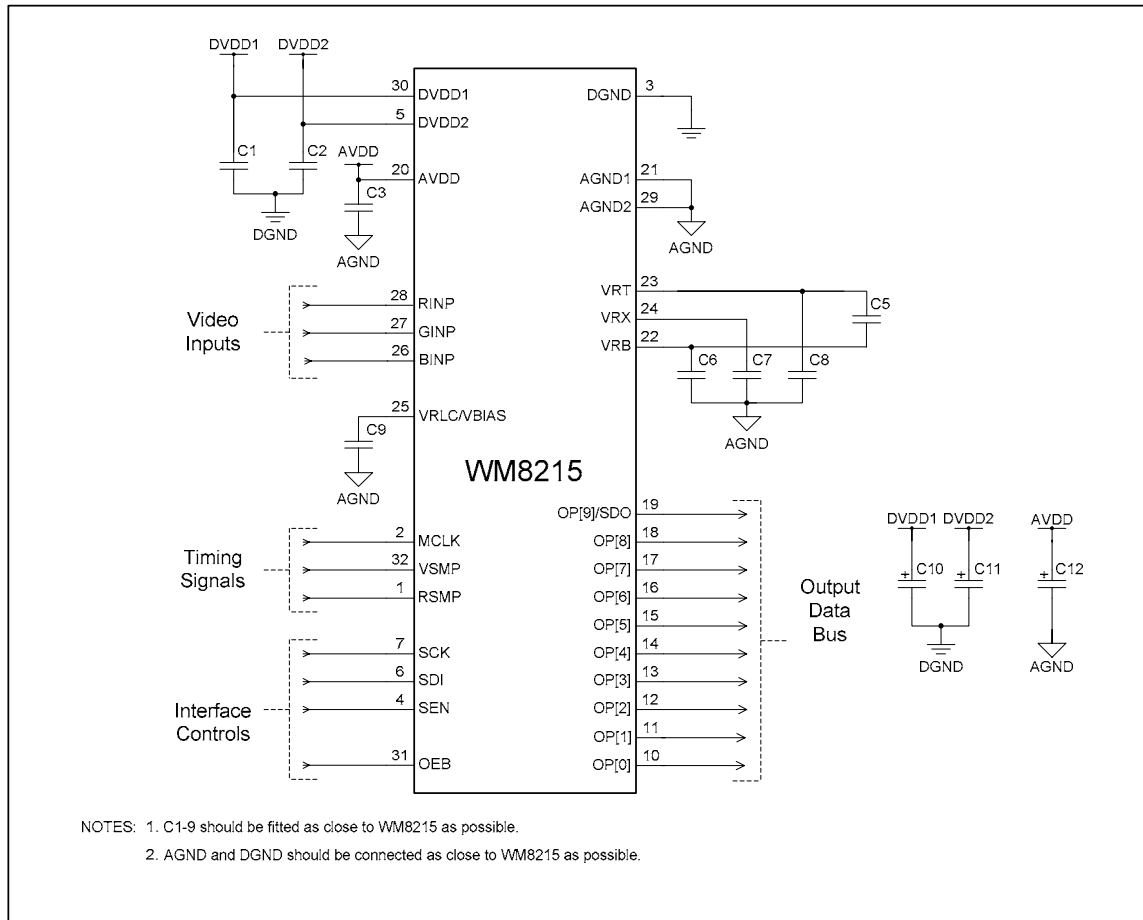 DVDD1 DVDD2
30 DVDD1
5 DVDD2
C1 C2
DGND
AVDD
20 AVDD
C3
AGND
DGND 3
AGND1 21
AGND2 29
AGND
Video
Inputs
28 RINP
27 GINP
26 BINP
VRT 23
VRX 24
VRB 22
C5
C6 C7 C8
AGND
25 VRLC/VBIAS
C9
AGND
WM8215
Timing
Signals
2 MCLK
32 VSMP
1 RSMP
Interface
Controls
7 SCK
6 SDI
4 SEN
31 OEB
OP[9]/SDO 19
OP[8] 18
OP[7] 17
OP[6] 16
OP[5] 15
OP[4] 14
OP[3] 13
OP[2] 12
OP[1] 11
OP[0] 10
Output
Data
Bus
DVDD1 DVDD2 AVDD
+ C10 + C11 + C12
DGND AGND
NOTES: 1. C1-9 should be fitted as close to WM8215 as possible.
2. AGND and DGND should be connected as close to WM8215 as possible.